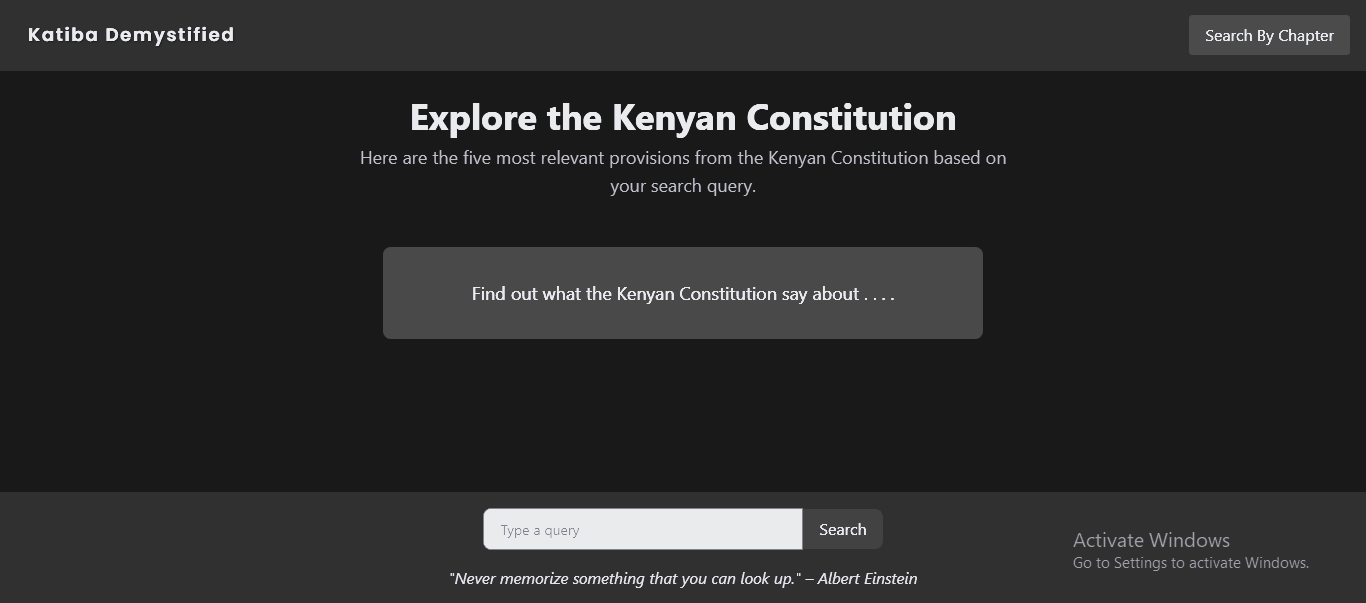 Katiba Demystified
Search By Chapter
Explore the Kenyan Constitution
Here are the five most relevant provisions from the Kenyan Constitution based on
your search query.
Find out what the Kenyan Constitution say about . . . .
Type a query
Search
"Never memorize something that you can look up." – Albert Einstein
Activate Windows
Go to Settings to activate Windows.